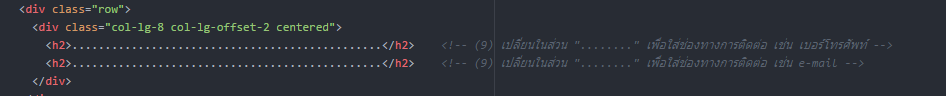 <div class="row">
<div class="col-lg-8 col-lg-offset-2 centered">
<h2>.............................................</h2> <!-- (9) เปลี่ยนในส่วน "........" เพื่อใส่ช่องทางการติดต่อ เช่น เบอร์โทรศัพท์ -->
<h2>.............................................</h2> <!-- (9) เปลี่ยนในส่วน "........" เพื่อใส่ช่องทางการติดต่อ เช่น e-mail -->
</div>